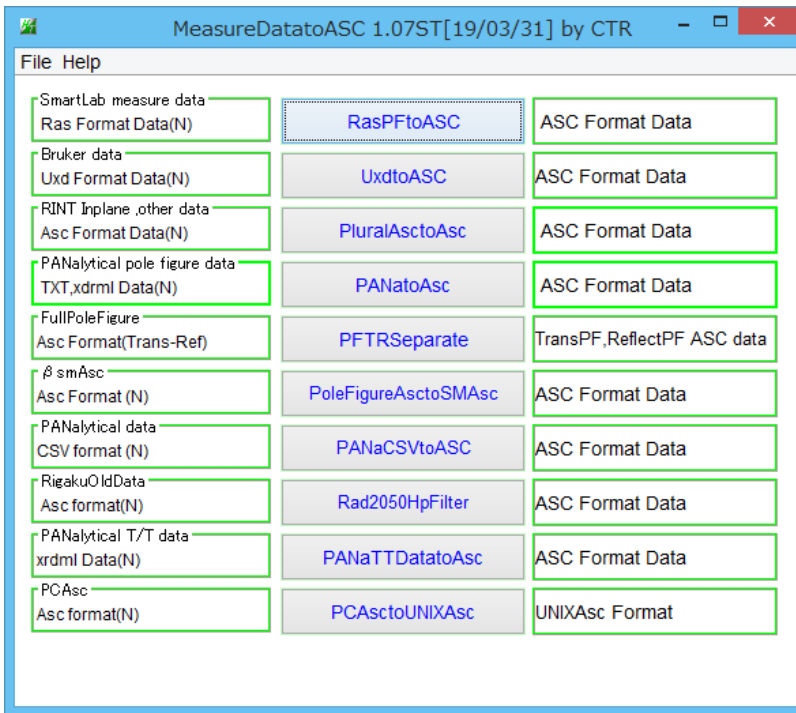 MeasureDatatoASC 1.07ST[19/03/31] by CTR
File Help
SmartLab measure data
Ras Format Data(N)
RasPFtoASC
ASC Format Data
Bruker data
Uxd Format Data(N)
UxdtoASC
ASC Format Data
RINT Inplane ,other data
Asc Format Data(N)
PluralAsctoAsc
ASC Format Data
PANalytical pole figure data
TXT,xdrml Data(N)
PANatoAsc
ASC Format Data
FullPoleFigure
Asc Format(Trans-Ref)
PFTRSeparate
TransPF,ReflectPF ASC data
β smAsc
Asc Format (N)
PoleFigureAsctoSMAsc
ASC Format Data
PANalytical data
CSV format (N)
PANaCSVtoASC
ASC Format Data
RigakuOldData
Asc format(N)
Rad2050HpFilter
ASC Format Data
PANalytical T/T data
xrdml Data(N)
PANaTTDatatoAsc
ASC Format Data
PCAsc
Asc format(N)
PCAsctoUNIXAsc
UNIXAsc Format